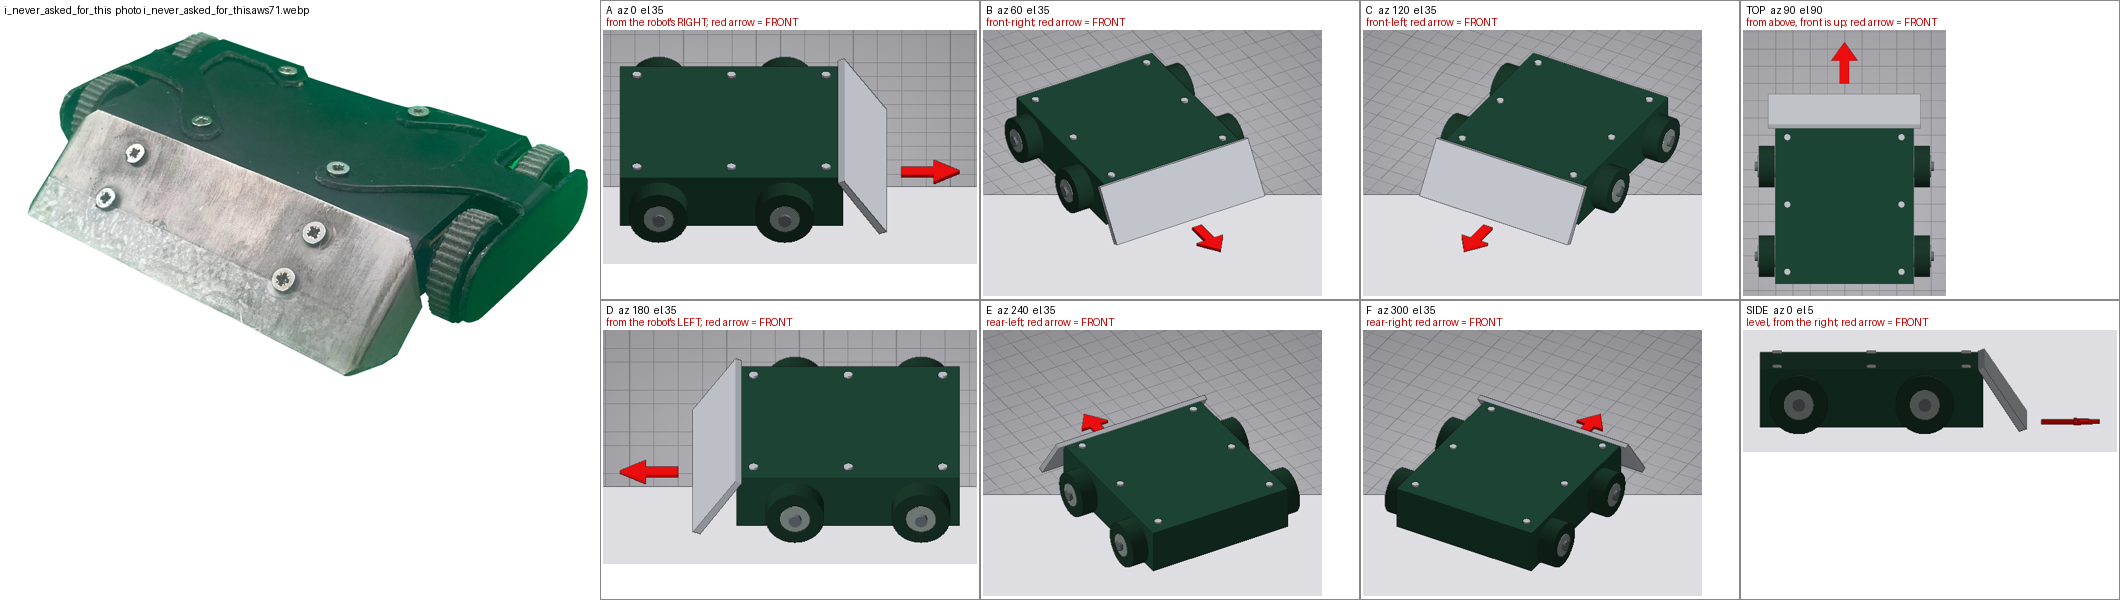 i_never_asked_for_this photo i_never_asked_for_this.aws71.webp
A az 0 el 35
from the robot's RIGHT; red arrow = FRONT
B az 60 el 35
front-right; red arrow = FRONT
C az 120 el 35
front-left; red arrow = FRONT
TOP az 90 el 90
from above, front is up; red arrow = FRONT
D az 180 el 35
from the robot's LEFT; red arrow = FRONT
E az 240 el 35
rear-left; red arrow = FRONT
F az 300 el 35
rear-right; red arrow = FRONT
SIDE az 0 el 5
level, from the right; red arrow = FRONT